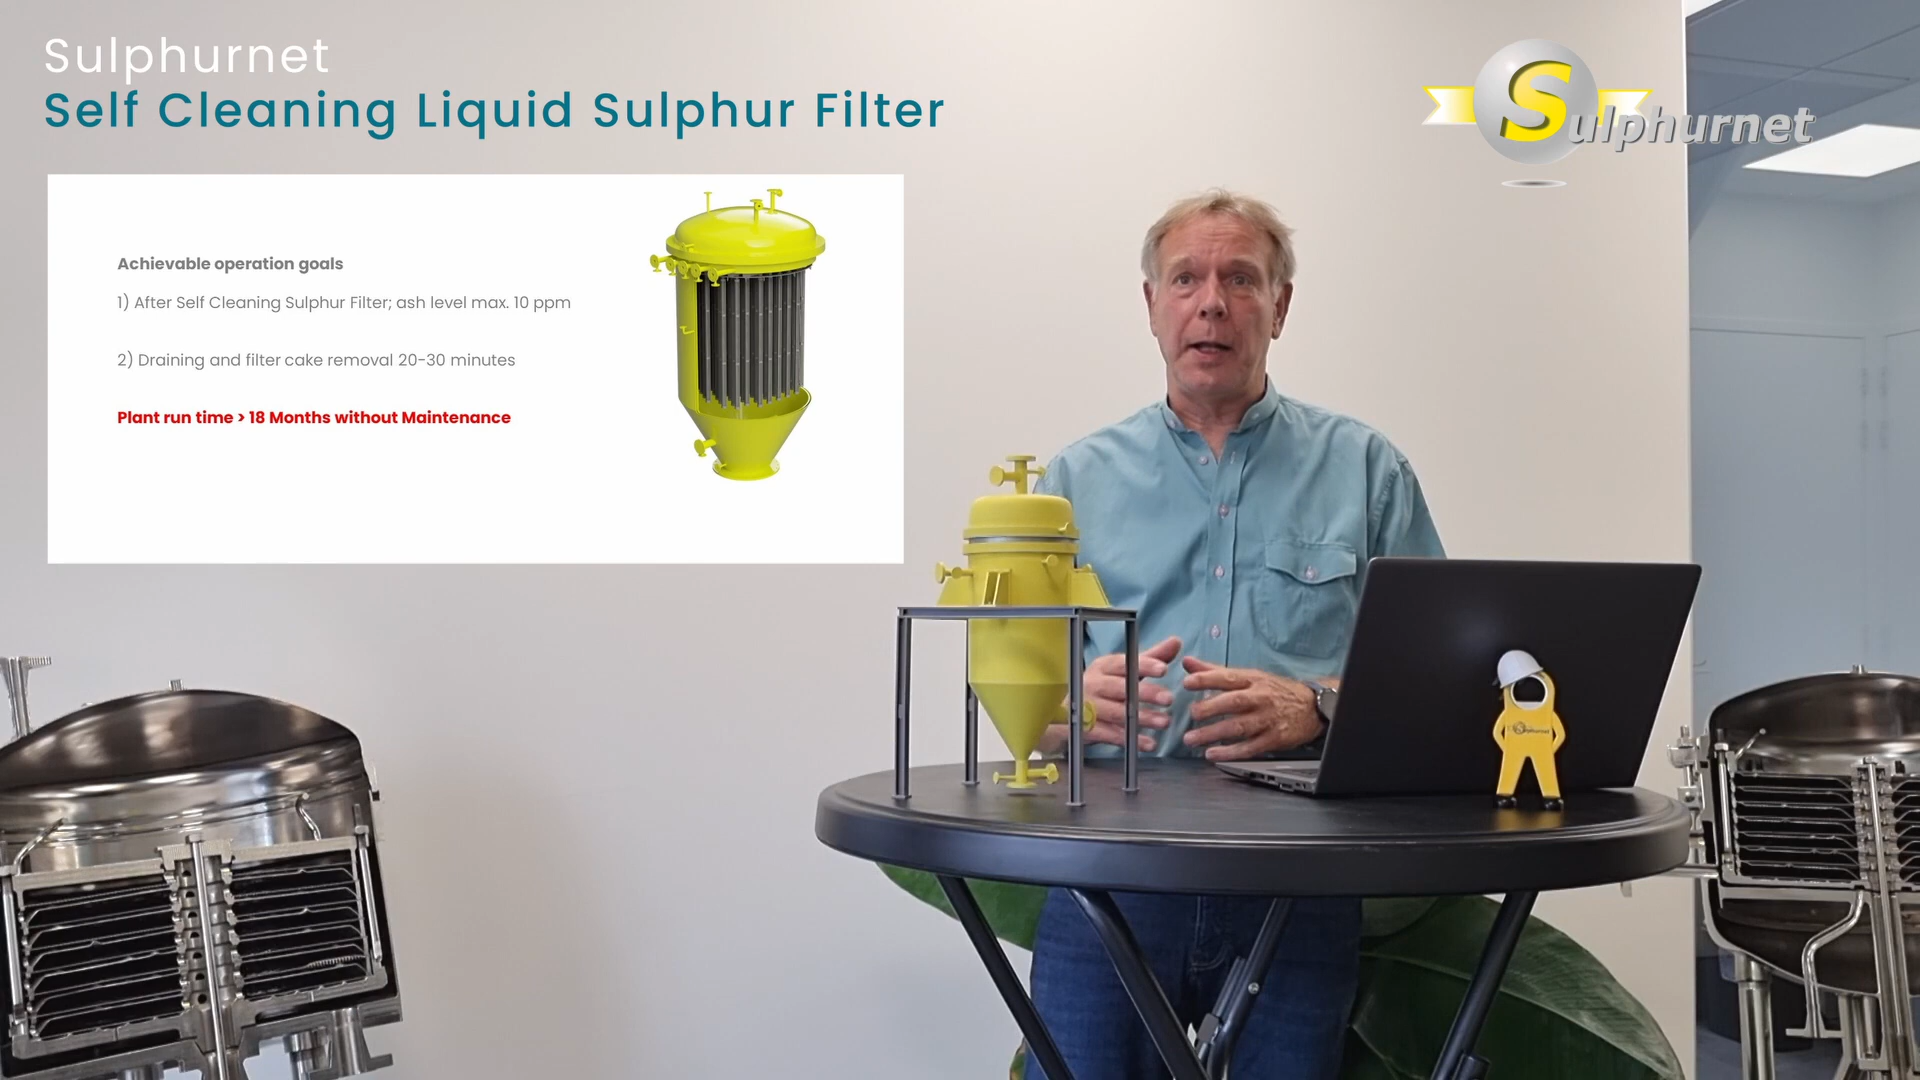 Sulphurnet
Self Cleaning Liquid Sulphur Filter
Sulphurnet
Achievable operation goals
1) After Self Cleaning Sulphur Filter; ash level max. 10 ppm
2) Draining and filter cake removal 20-30 minutes
Plant run time > 18 Months without Maintenance
Sulphurnet